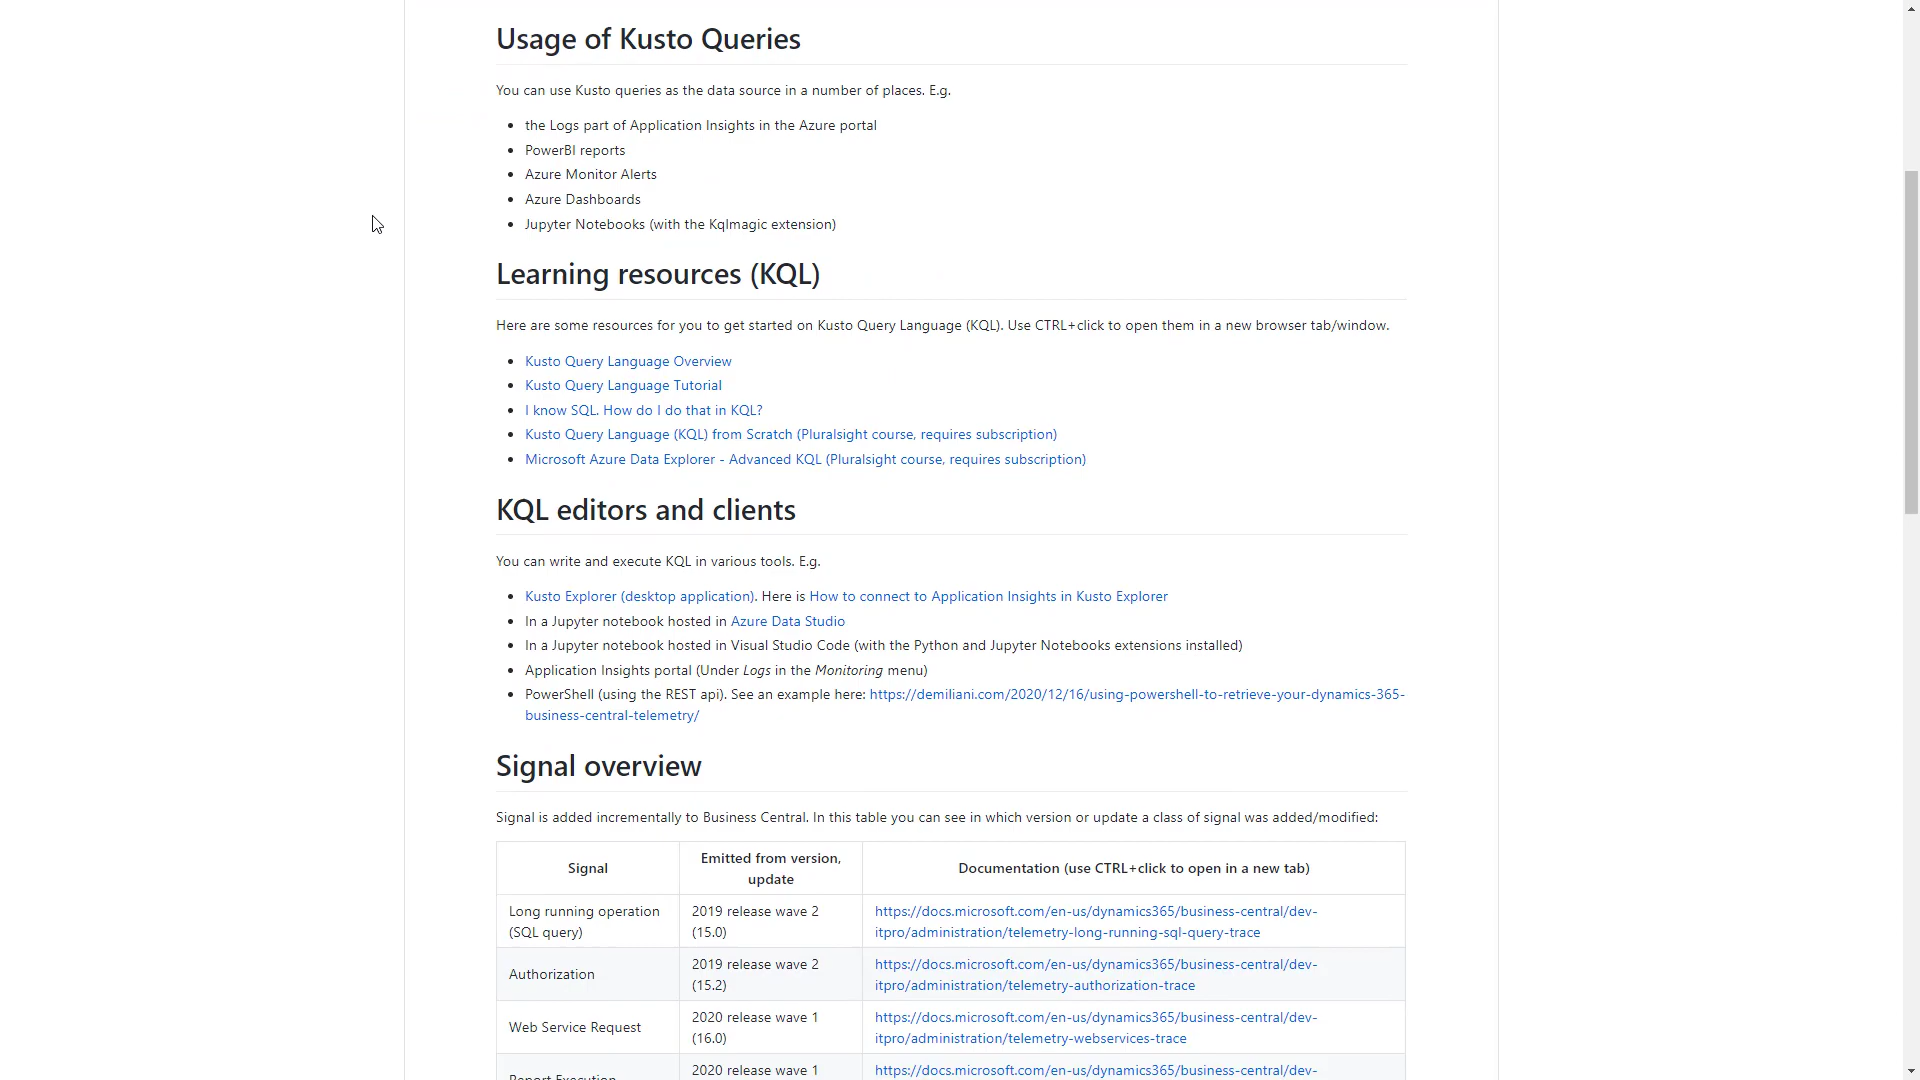 Usage of Kusto Queries
You can use Kusto queries as the data source in a number of places. E.g.
the Logs part of Application Insights in the Azure portal
PowerBI reports
Azure Monitor Alerts
Azure Dashboards
Jupyter Notebooks (with the Kqlmagic extension)
Learning resources (KQL)
Here are some resources for you to get started on Kusto Query Language (KQL). Use CTRL+click to open them in a new browser tab/window.
Kusto Query Language Overview
Kusto Query Language Tutorial
I know SQL. How do I do that in KQL?
Kusto Query Language (KQL) from Scratch (Pluralsight course, requires subscription)
Microsoft Azure Data Explorer - Advanced KQL (Pluralsight course, requires subscription)
KQL editors and clients
You can write and execute KQL in various tools. E.g.
Kusto Explorer (desktop application). Here is How to connect to Application Insights in Kusto Explorer
In a Jupyter notebook hosted in Azure Data Studio
In a Jupyter notebook hosted in Visual Studio Code (with the Python and Jupyter Notebooks extensions installed)
Application Insights portal (Under Logs in the Monitoring menu)
PowerShell (using the REST api). See an example here: https://demiliani.com/2020/12/16/using-powershell-to-retrieve-your-dynamics-365-
business-central-telemetry/
Signal overview
Signal is added incrementally to Business Central. In this table you can see in which version or update a class of signal was added/modified:
Signal
Emitted from version,
update
Documentation (use CTRL+click to open in a new tab)
Long running operation
(SQL query)
2019 release wave 2
(15.0)
https://docs.microsoft.com/en-us/dynamics365/business-central/dev-
itpro/administration/telemetry-long-running-sql-query-trace
Authorization
2019 release wave 2
(15.2)
https://docs.microsoft.com/en-us/dynamics365/business-central/dev-
itpro/administration/telemetry-authorization-trace
Web Service Request
2020 release wave 1
(16.0)
https://docs.microsoft.com/en-us/dynamics365/business-central/dev-
itpro/administration/telemetry-webservices-trace
Report Execution
2020 release wave 1
https://docs.microsoft.com/en-us/dynamics365/business-central/dev-